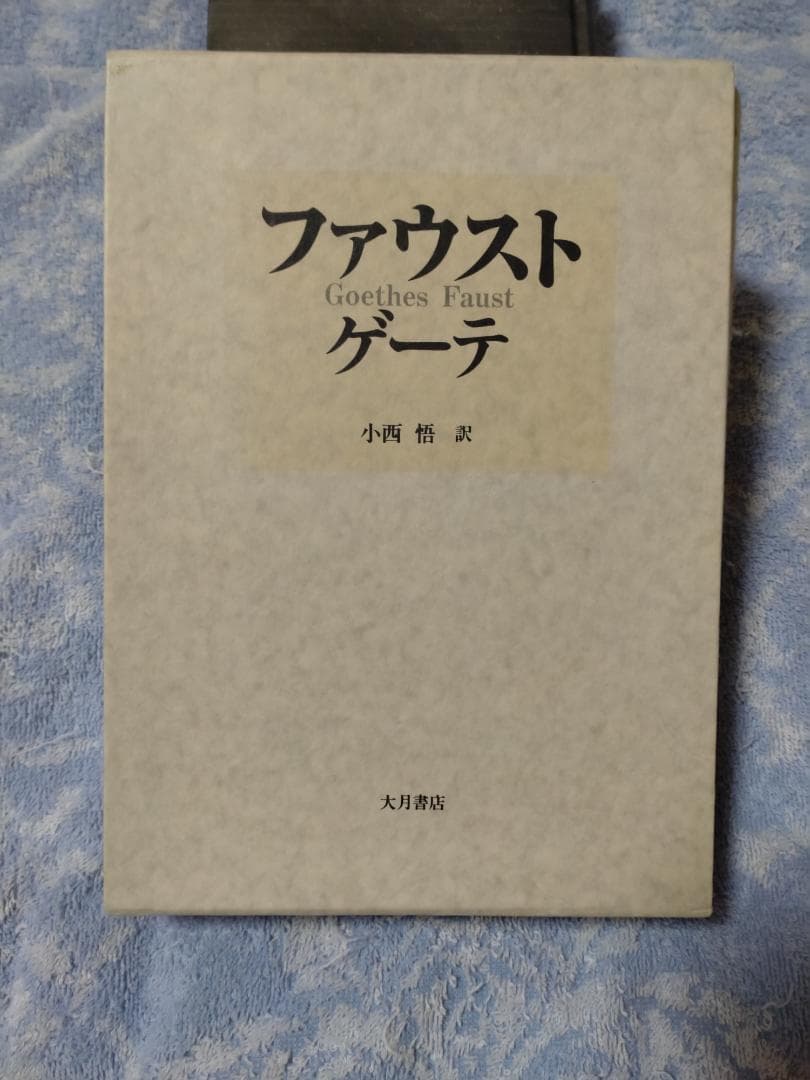 ファウスト
Goethes Faust
ゲーテ
小西 悟 訳
大月書店